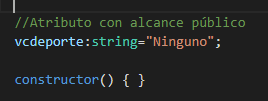 //Atributo con alcance público
vcdeporte:string="Ninguno";
constructor() { }